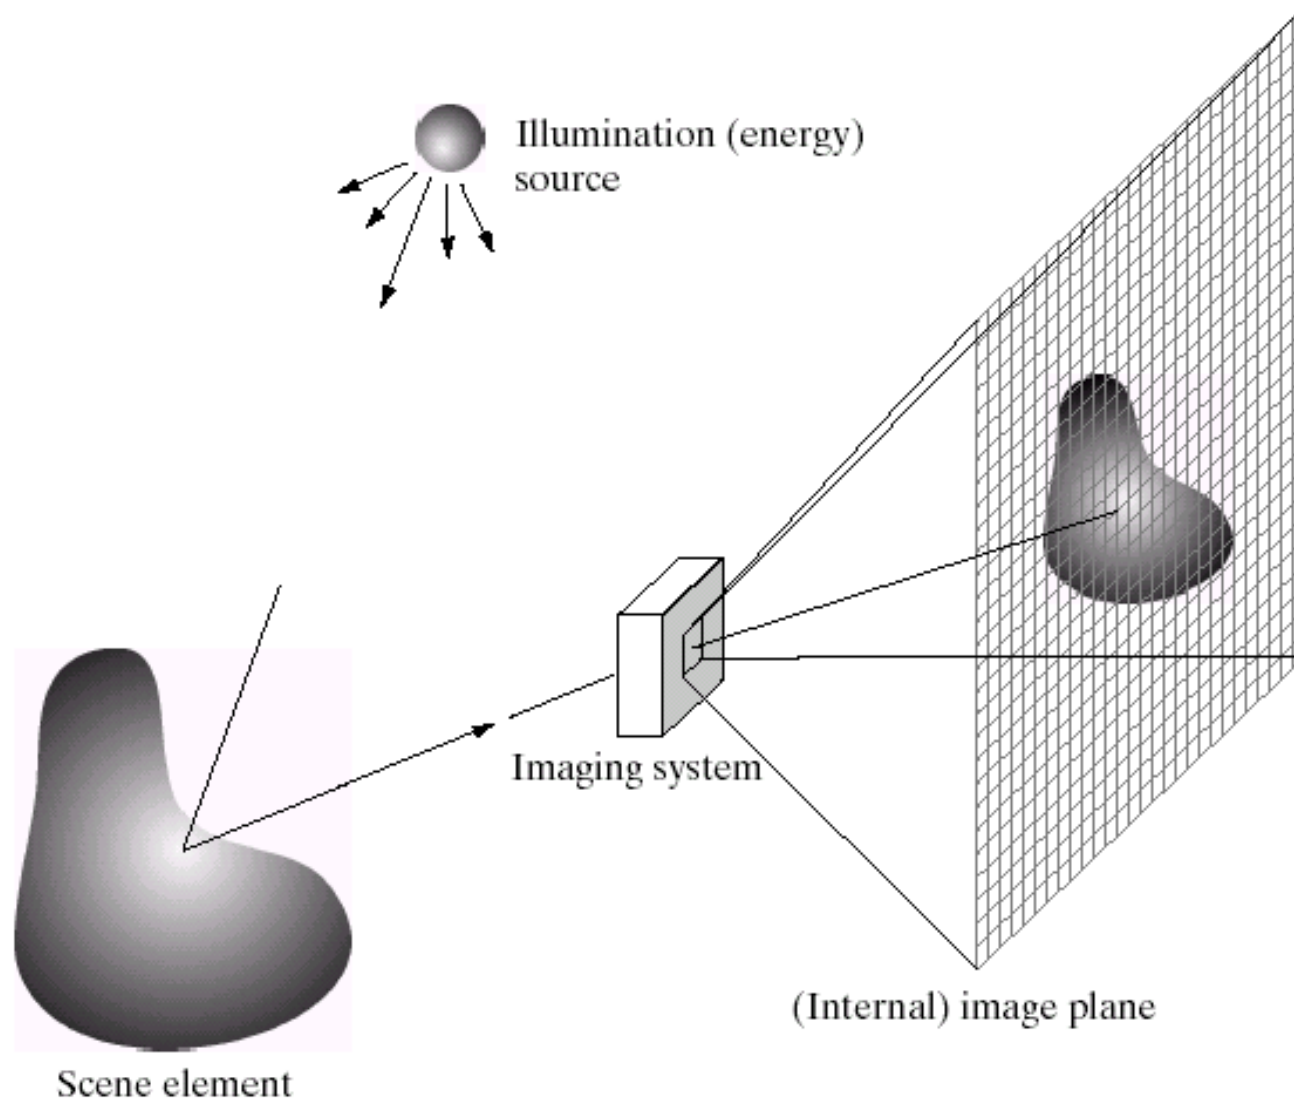 Illumination (energy)
source
Imaging system
(Internal) image plane
Scene element